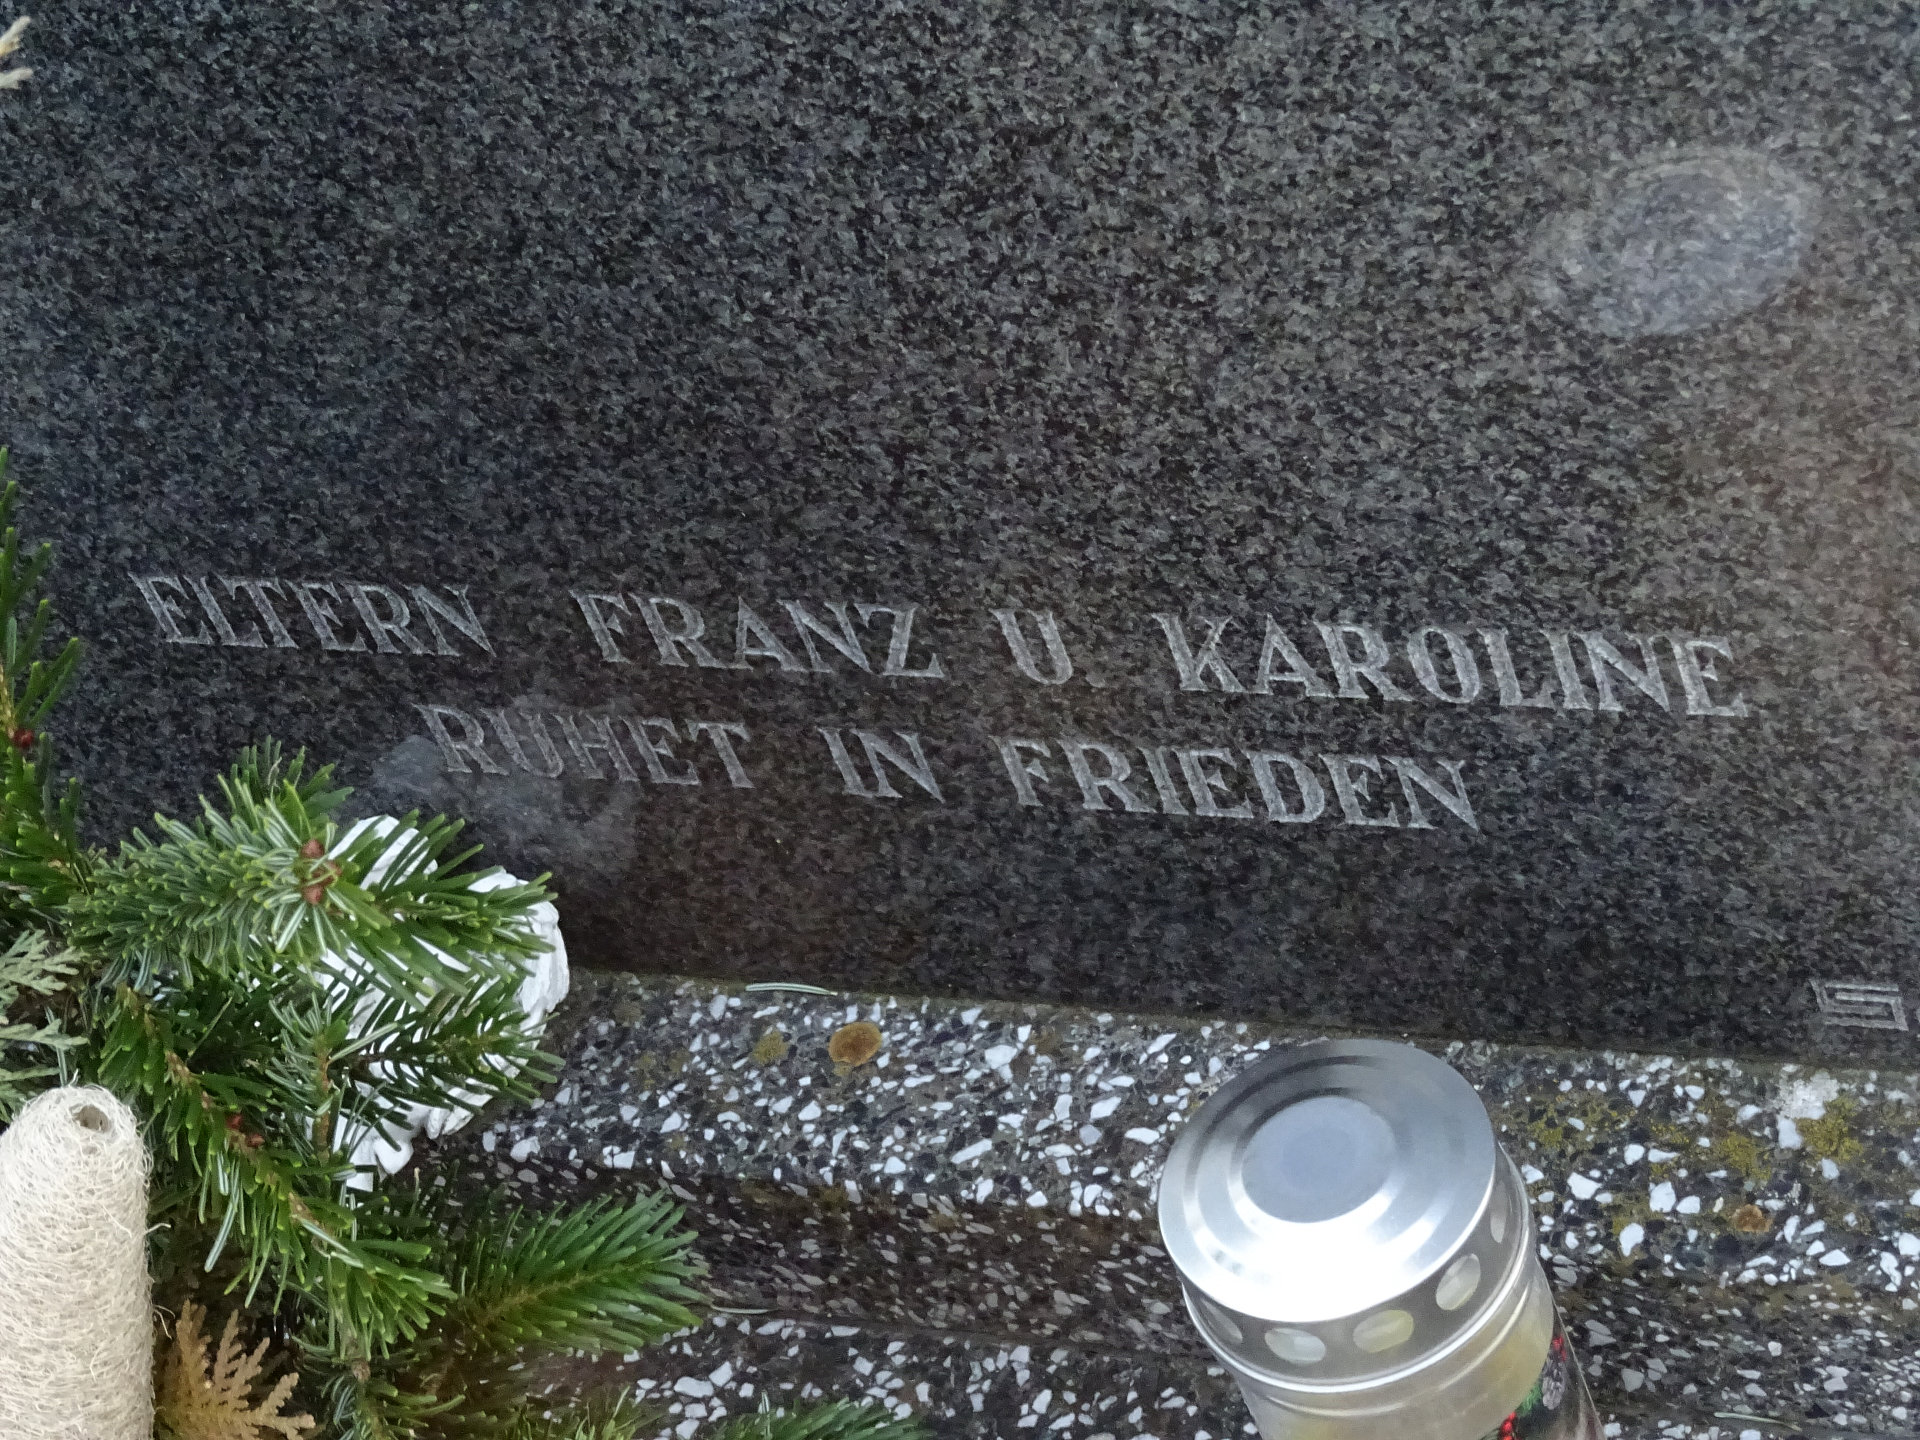 ELTERN FRANZ U. KAROLINE
RUHET IN FRIEDEN